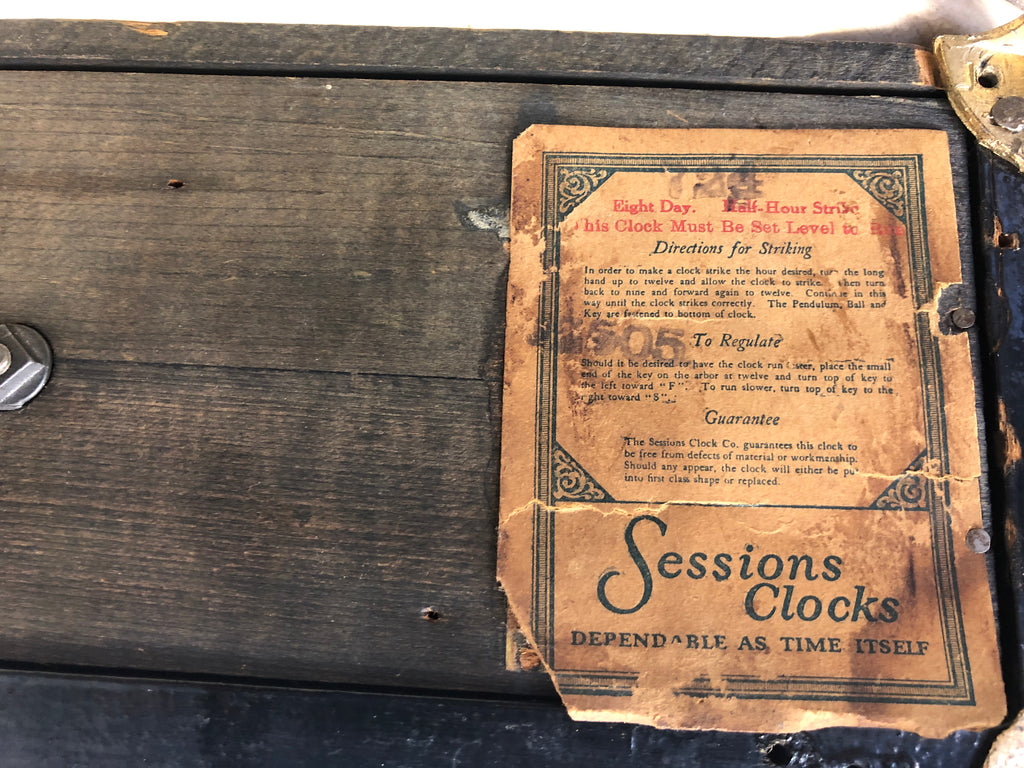 Eight Day. Half-Hour Strike
his Clock Must Be Set Level to
Directions for Striking
In order to make a clock strike the hour desired, turn the long
hand up to twelve and allow the clock to strike. hen turn
back to nine and forward again to twelve. Continue in this
way until the clock strikes correctly. The Pendulum, Ball and
Key are fastened to bottom of clock.
605
To Regulate
Should it be desired to have the clock run ster, place the small
end of the key on the arbor at twelve and turn top of key to
the left toward "F". To run slower, turn top of key to the
ght toward "S".
Guarantee
The Sessions Clock Co. guarantees this clock to
be free from defects of material or workmanship.
Should any appear, the clock will either be pu
into first class shape or replaced.
Sessions
Clocks
DEPENDABLE AS TIME ITSELF